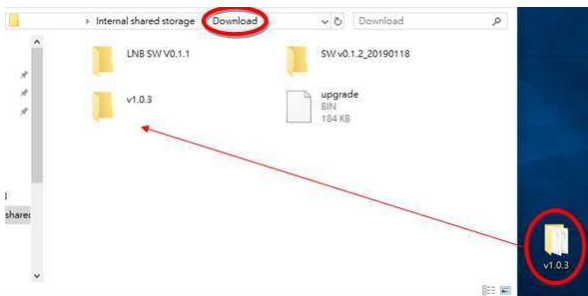 > Internal shared storage Download
Download
LNB SW V0.1.1
SW v0.1.2_20190118
v1.0.3
upgrade
BIN
184 KB
v1.0.3